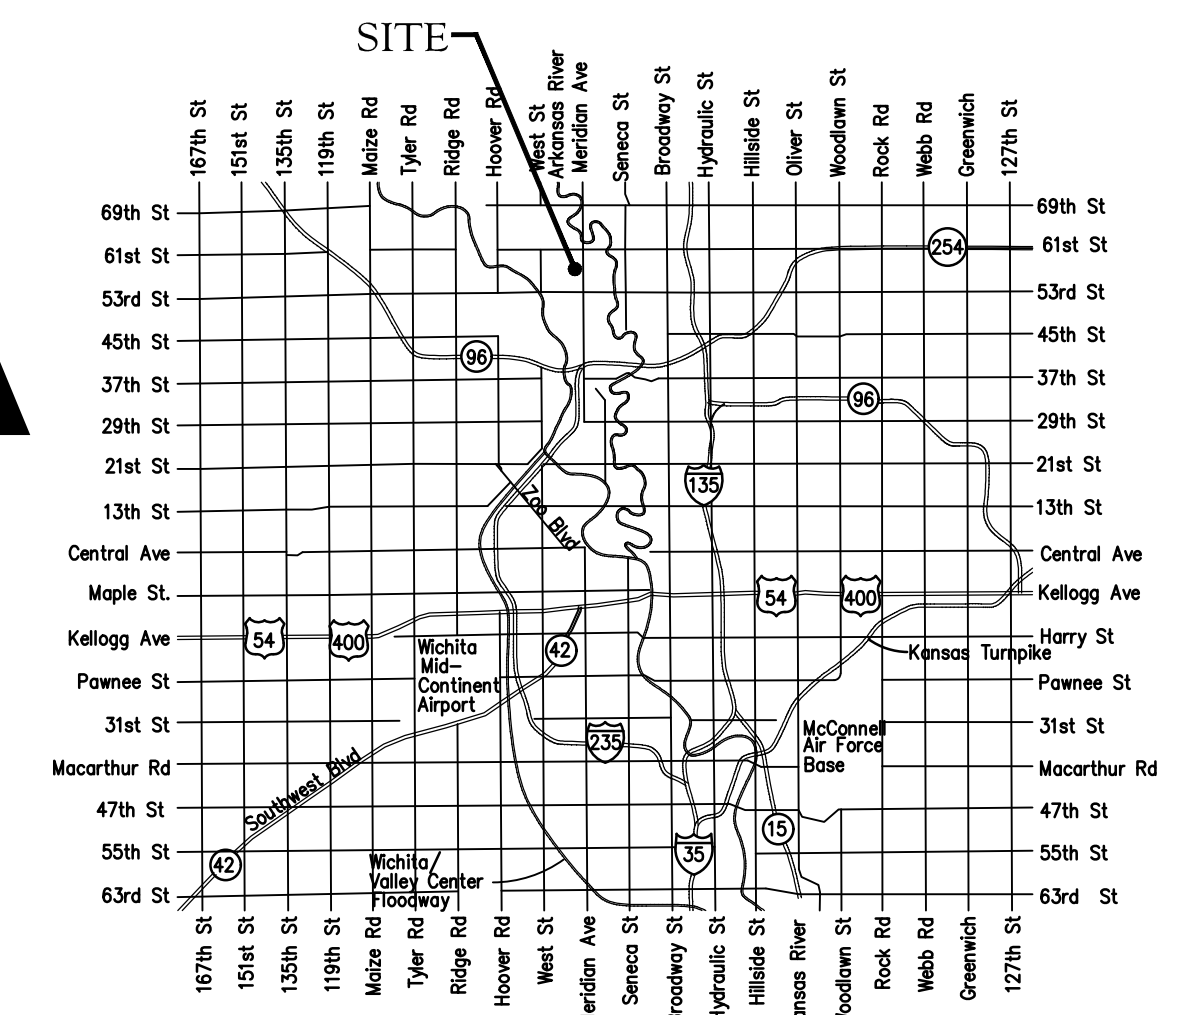 SITE
167th St
151st St
135th St
119th St
Maize Rd
Tyler Rd
Ridge Rd
Hoover Rd
West St
Arkansas River
Meridian Ave
Seneca St
Broadway St
Hydraulic St
Hillside St
Oliver St
Woodlawn St
Rock Rd
Webb Rd
Greenwich
127th St
69th St
69th St
61st St
254
61st St
53rd St
53rd St
45th St
45th St
96
37th St
37th St
96
29th St
29th St
21st St
21st St
135
13th St
13th St
Zoo Blvd
Central Ave
Central Ave
Maple St.
54
400
Kellogg Ave
Kellogg Ave
54
400
Harry St
Wichita
Mid-
Continent
Airport
42
Kansas Turnpike
Pawnee St
Pawnee St
31st St
31st St
235
McConnell
Air Force
Base
Macarthur Rd
Macarthur Rd
Southwest Blvd
47th St
47th St
15
55th St
55th St
42
35
Wichita/
Valley Center
Floodway
63rd St
63rd St
167th St
151st St
135th St
119th St
Maize Rd
Tyler Rd
Ridge Rd
Hoover Rd
West St
eridian Ave
Seneca St
roadway St
ydraulic St
Hillside St
ansas River
oodlawn St
Rock Rd
Webb Rd
Greenwich
127th St